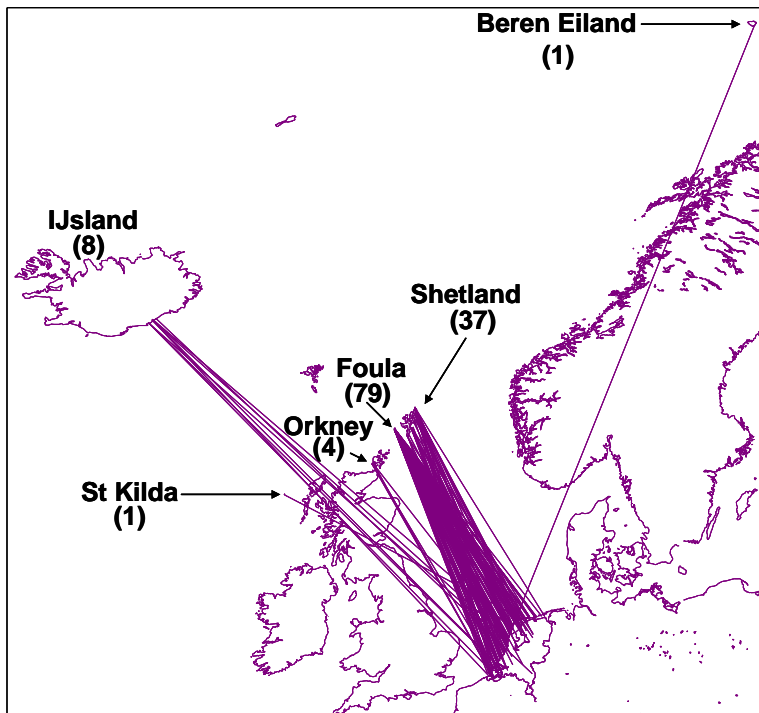 Beren Eiland
(1)
IJsland
(8)
Shetland
(37)
Foula
(79)
Orkney
(4)
St Kilda
(1)